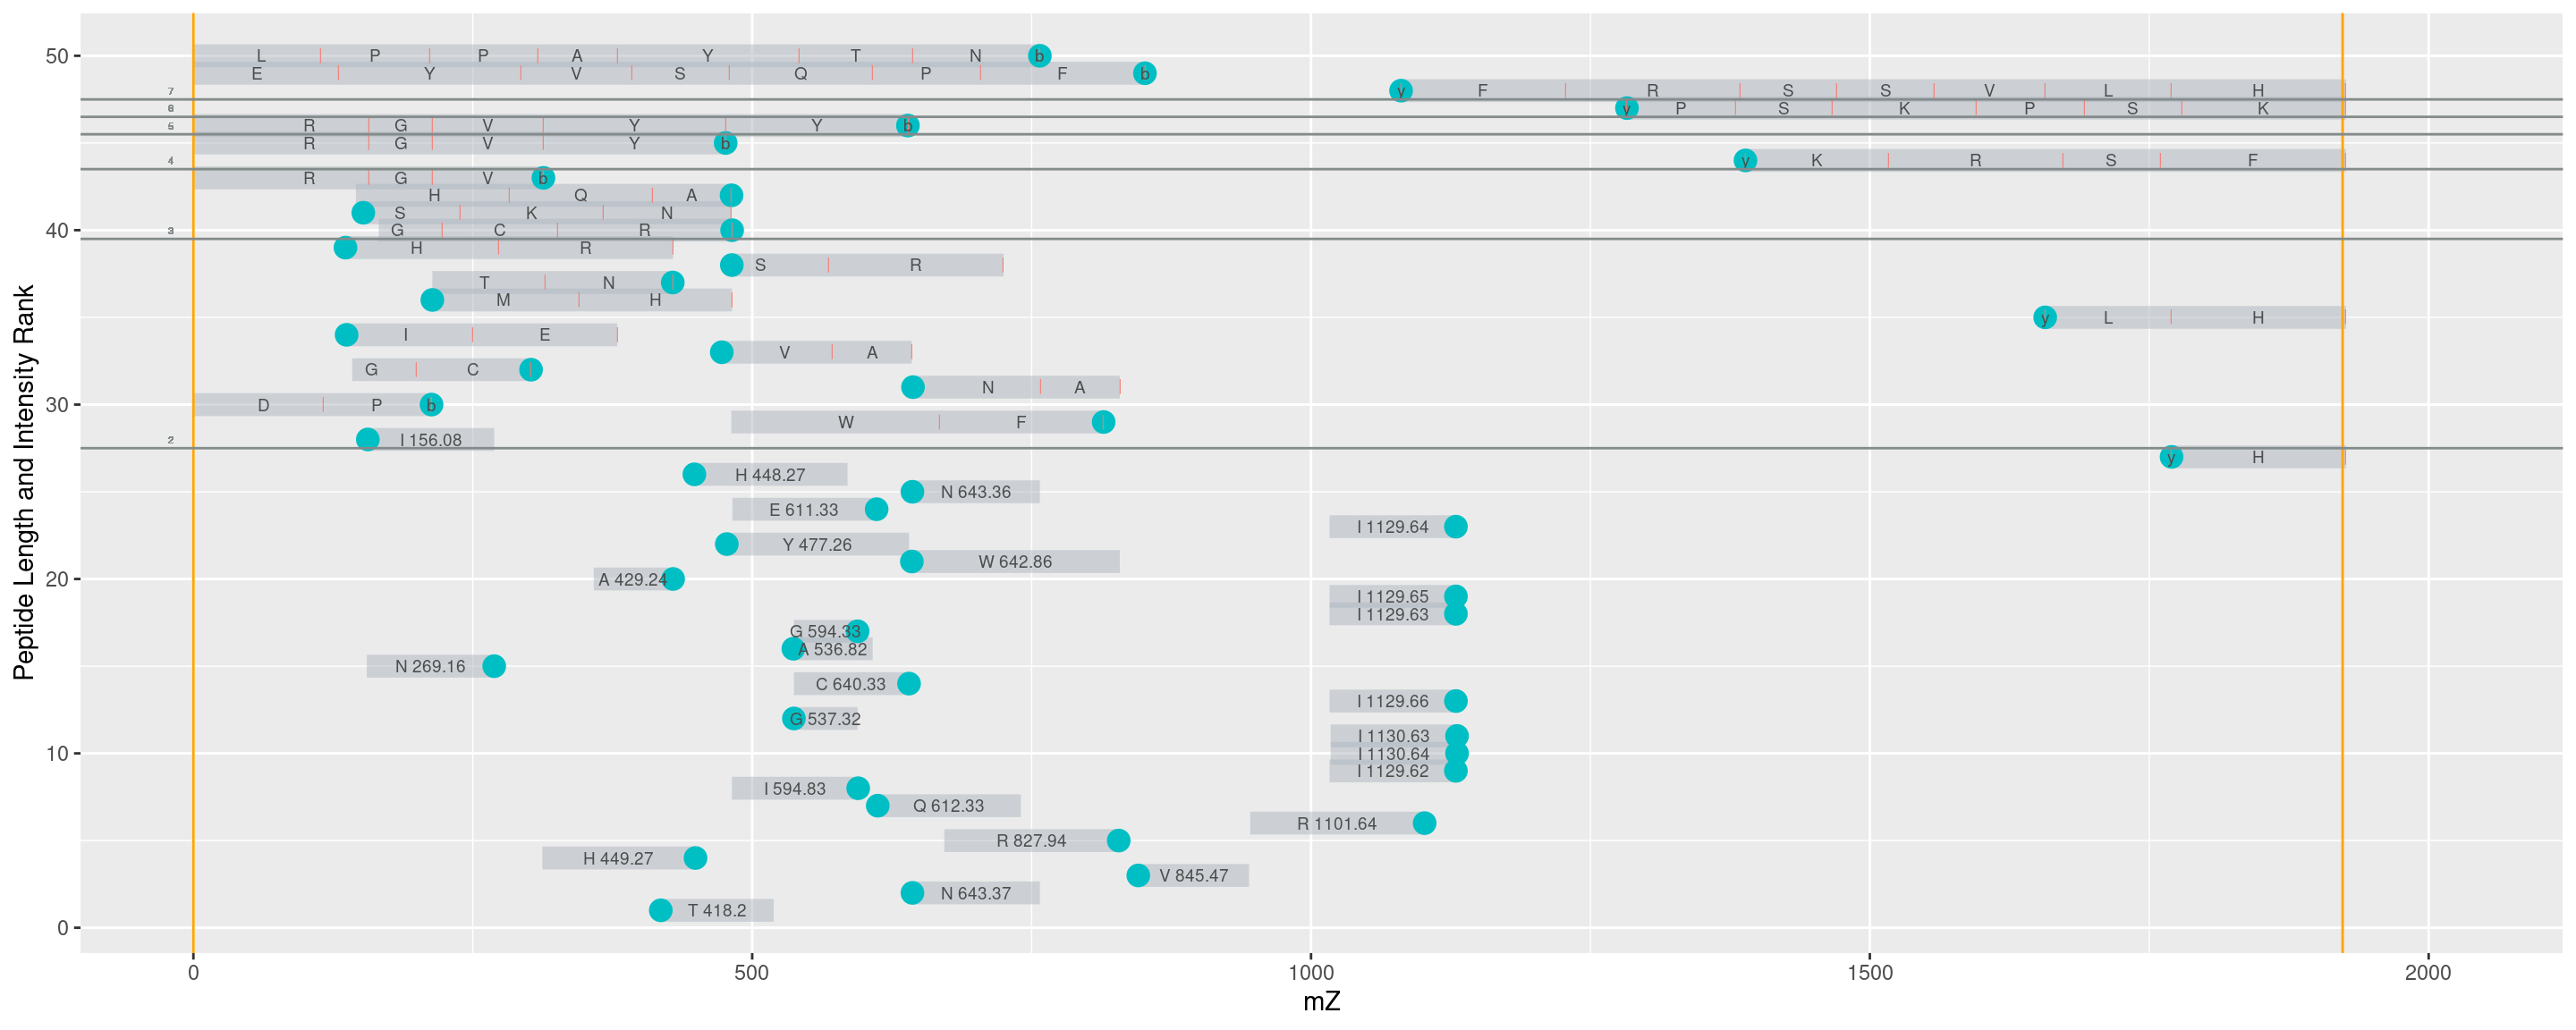 50
L P P A Y T N b
E Y V S Q P F b
7
y F R S S V L H
6
y P S K P S K
5
R G V Y Y b
R G V Y b
4
y K R S F
R G V b
H Q A
S K N
40
3
G C R
H R
S R
T N
M H
y L H
I E
V A
G C
N A
30
D P b
W F
2
I 156.08
y H
H 448.27
N 643.36
E 611.33
I 1129.64
Y 477.26
W 642.86
20
A 429.24
I 1129.65
I 1129.63
G 594.33
A 536.82
N 269.16
C 640.33
I 1129.66
G 537.32
I 1130.63
10
I 1130.64
I 1129.62
I 594.83
Q 612.33
R 1101.64
R 827.94
H 449.27
V 845.47
N 643.37
T 418.2
0
0 500 1000 1500 2000
mZ
Peptide Length and Intensity Rank